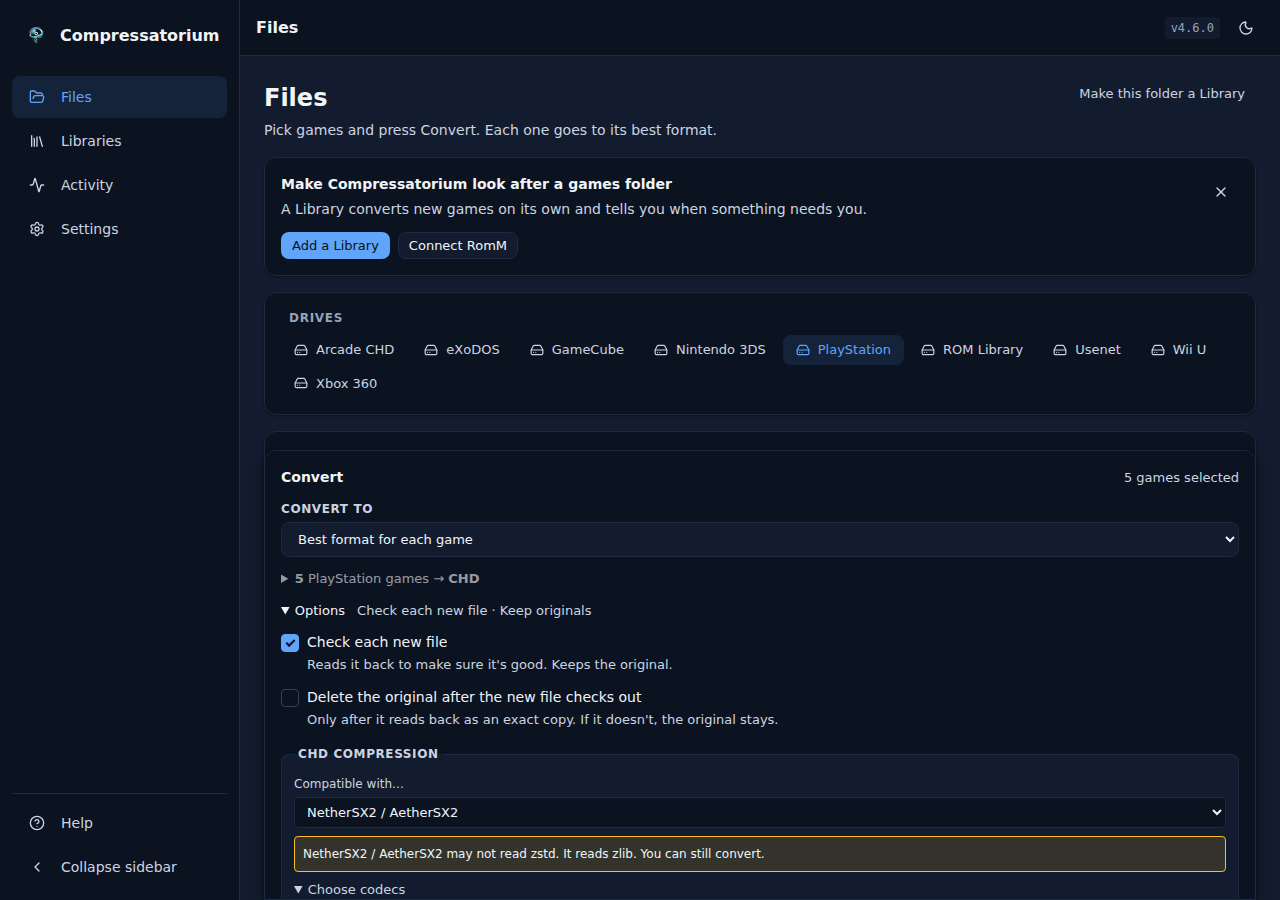 Compressatorium
Files
v4.6.0
Files
Libraries
Activity
Settings
Help
Collapse sidebar
Files
Make this folder a Library
Pick games and press Convert. Each one goes to its best format.
Make Compressatorium look after a games folder
A Library converts new games on its own and tells you when something needs you.
Add a Library
Connect RomM
DRIVES
Arcade CHD
eXoDOS
GameCube
Nintendo 3DS
PlayStation
ROM Library
Usenet
Wii U
Xbox 360
Convert
5 games selected
CONVERT TO
Best format for each game
5 PlayStation games → CHD
Options Check each new file · Keep originals
Check each new file
Reads it back to make sure it's good. Keeps the original.
Delete the original after the new file checks out
Only after it reads back as an exact copy. If it doesn't, the original stays.
CHD COMPRESSION
Compatible with…
NetherSX2 / AetherSX2
NetherSX2 / AetherSX2 may not read zstd. It reads zlib. You can still convert.
Choose codecs